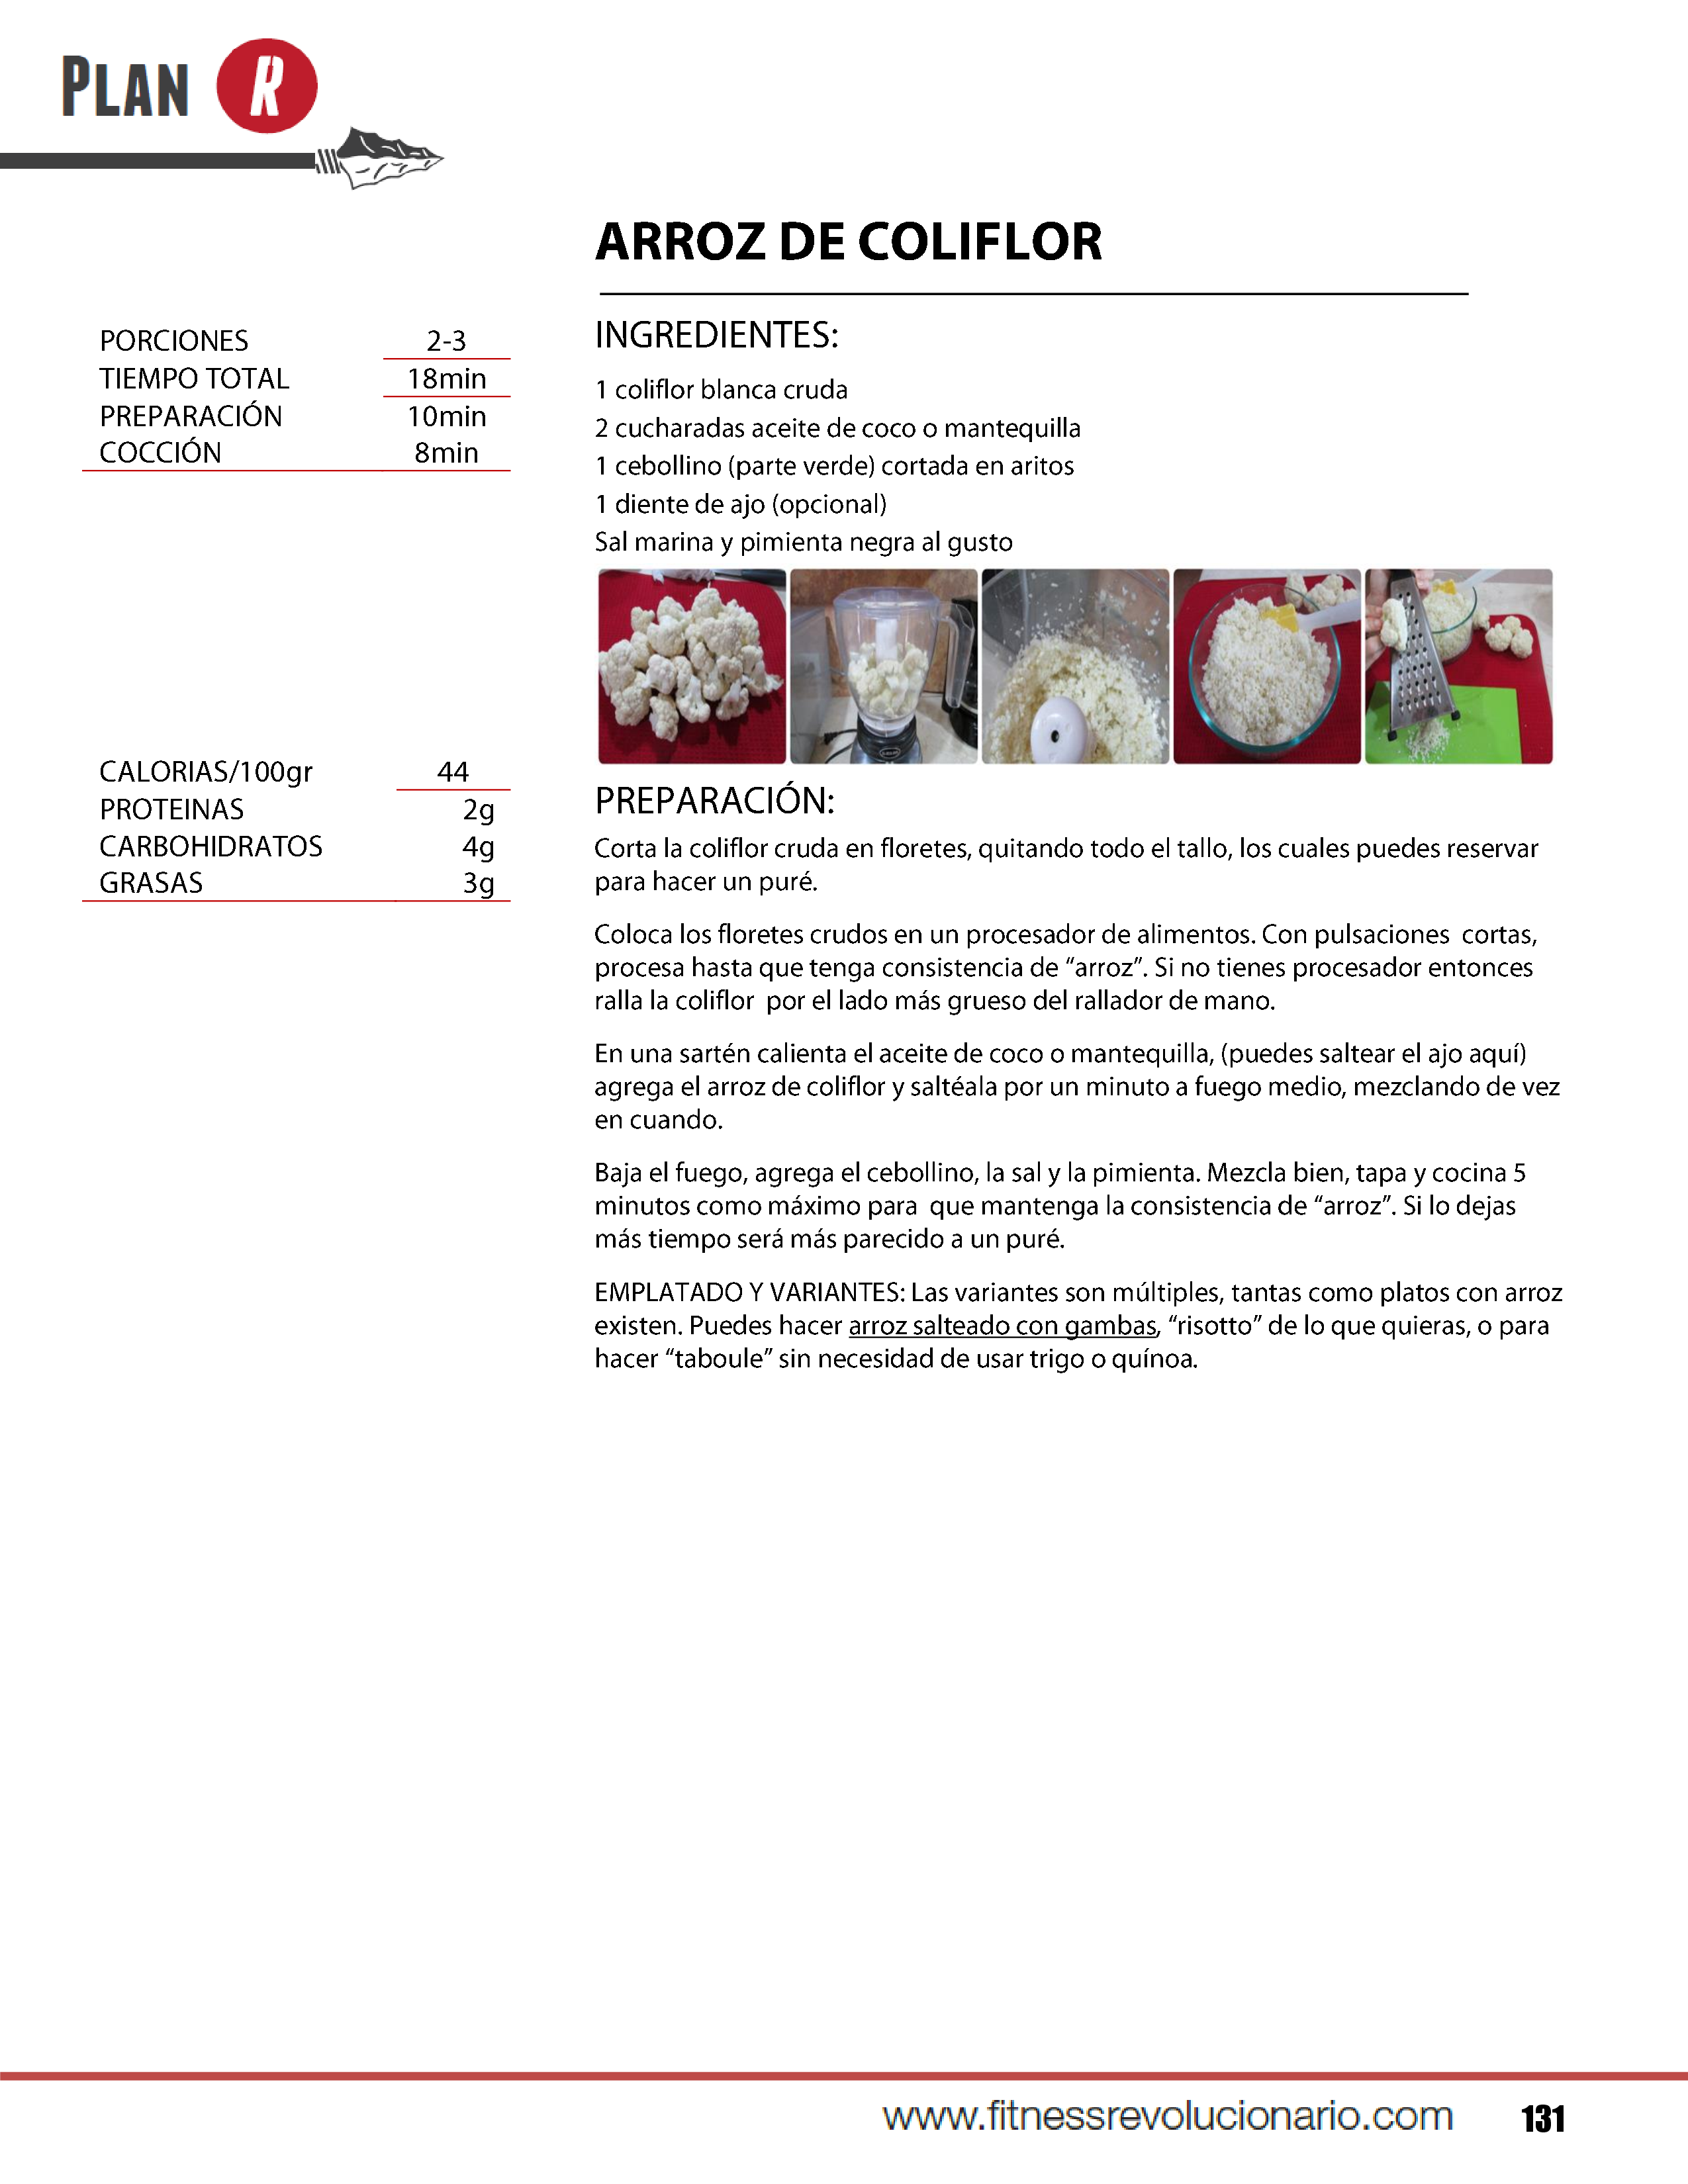 PLAN R
ARROZ DE COLIFLOR
PORCIONES 2-3
TIEMPO TOTAL 18min
PREPARACIÓN 10min
COCCIÓN 8min
CALORIAS/100gr 44
PROTEINAS 2g
CARBOHIDRATOS 4g
GRASAS 3g
INGREDIENTES:
1 coliflor blanca cruda
2 cucharadas aceite de coco o mantequilla
1 cebollino (parte verde) cortada en aritos
1 diente de ajo (opcional)
Sal marina y pimienta negra al gusto
PREPARACIÓN:
Corta la coliflor cruda en floretes, quitando todo el tallo, los cuales puedes reservar
para hacer un puré.
Coloca los floretes crudos en un procesador de alimentos. Con pulsaciones cortas,
procesa hasta que tenga consistencia de “arroz”. Si no tienes procesador entonces
ralla la coliflor por el lado más grueso del rallador de mano.
En una sartén calienta el aceite de coco o mantequilla, (puedes saltear el ajo aquí)
agrega el arroz de coliflor y saltéala por un minuto a fuego medio, mezclando de vez
en cuando.
Baja el fuego, agrega el cebollino, la sal y la pimienta. Mezcla bien, tapa y cocina 5
minutos como máximo para que mantenga la consistencia de “arroz”. Si lo dejas
más tiempo será más parecido a un puré.
EMPLATADO Y VARIANTES: Las variantes son múltiples, tantas como platos con arroz
existen. Puedes hacer arroz salteado con gambas, “risotto” de lo que quieras, o para
hacer “taboule” sin necesidad de usar trigo o quínoa.
www.fitnessrevolucionario.com 131